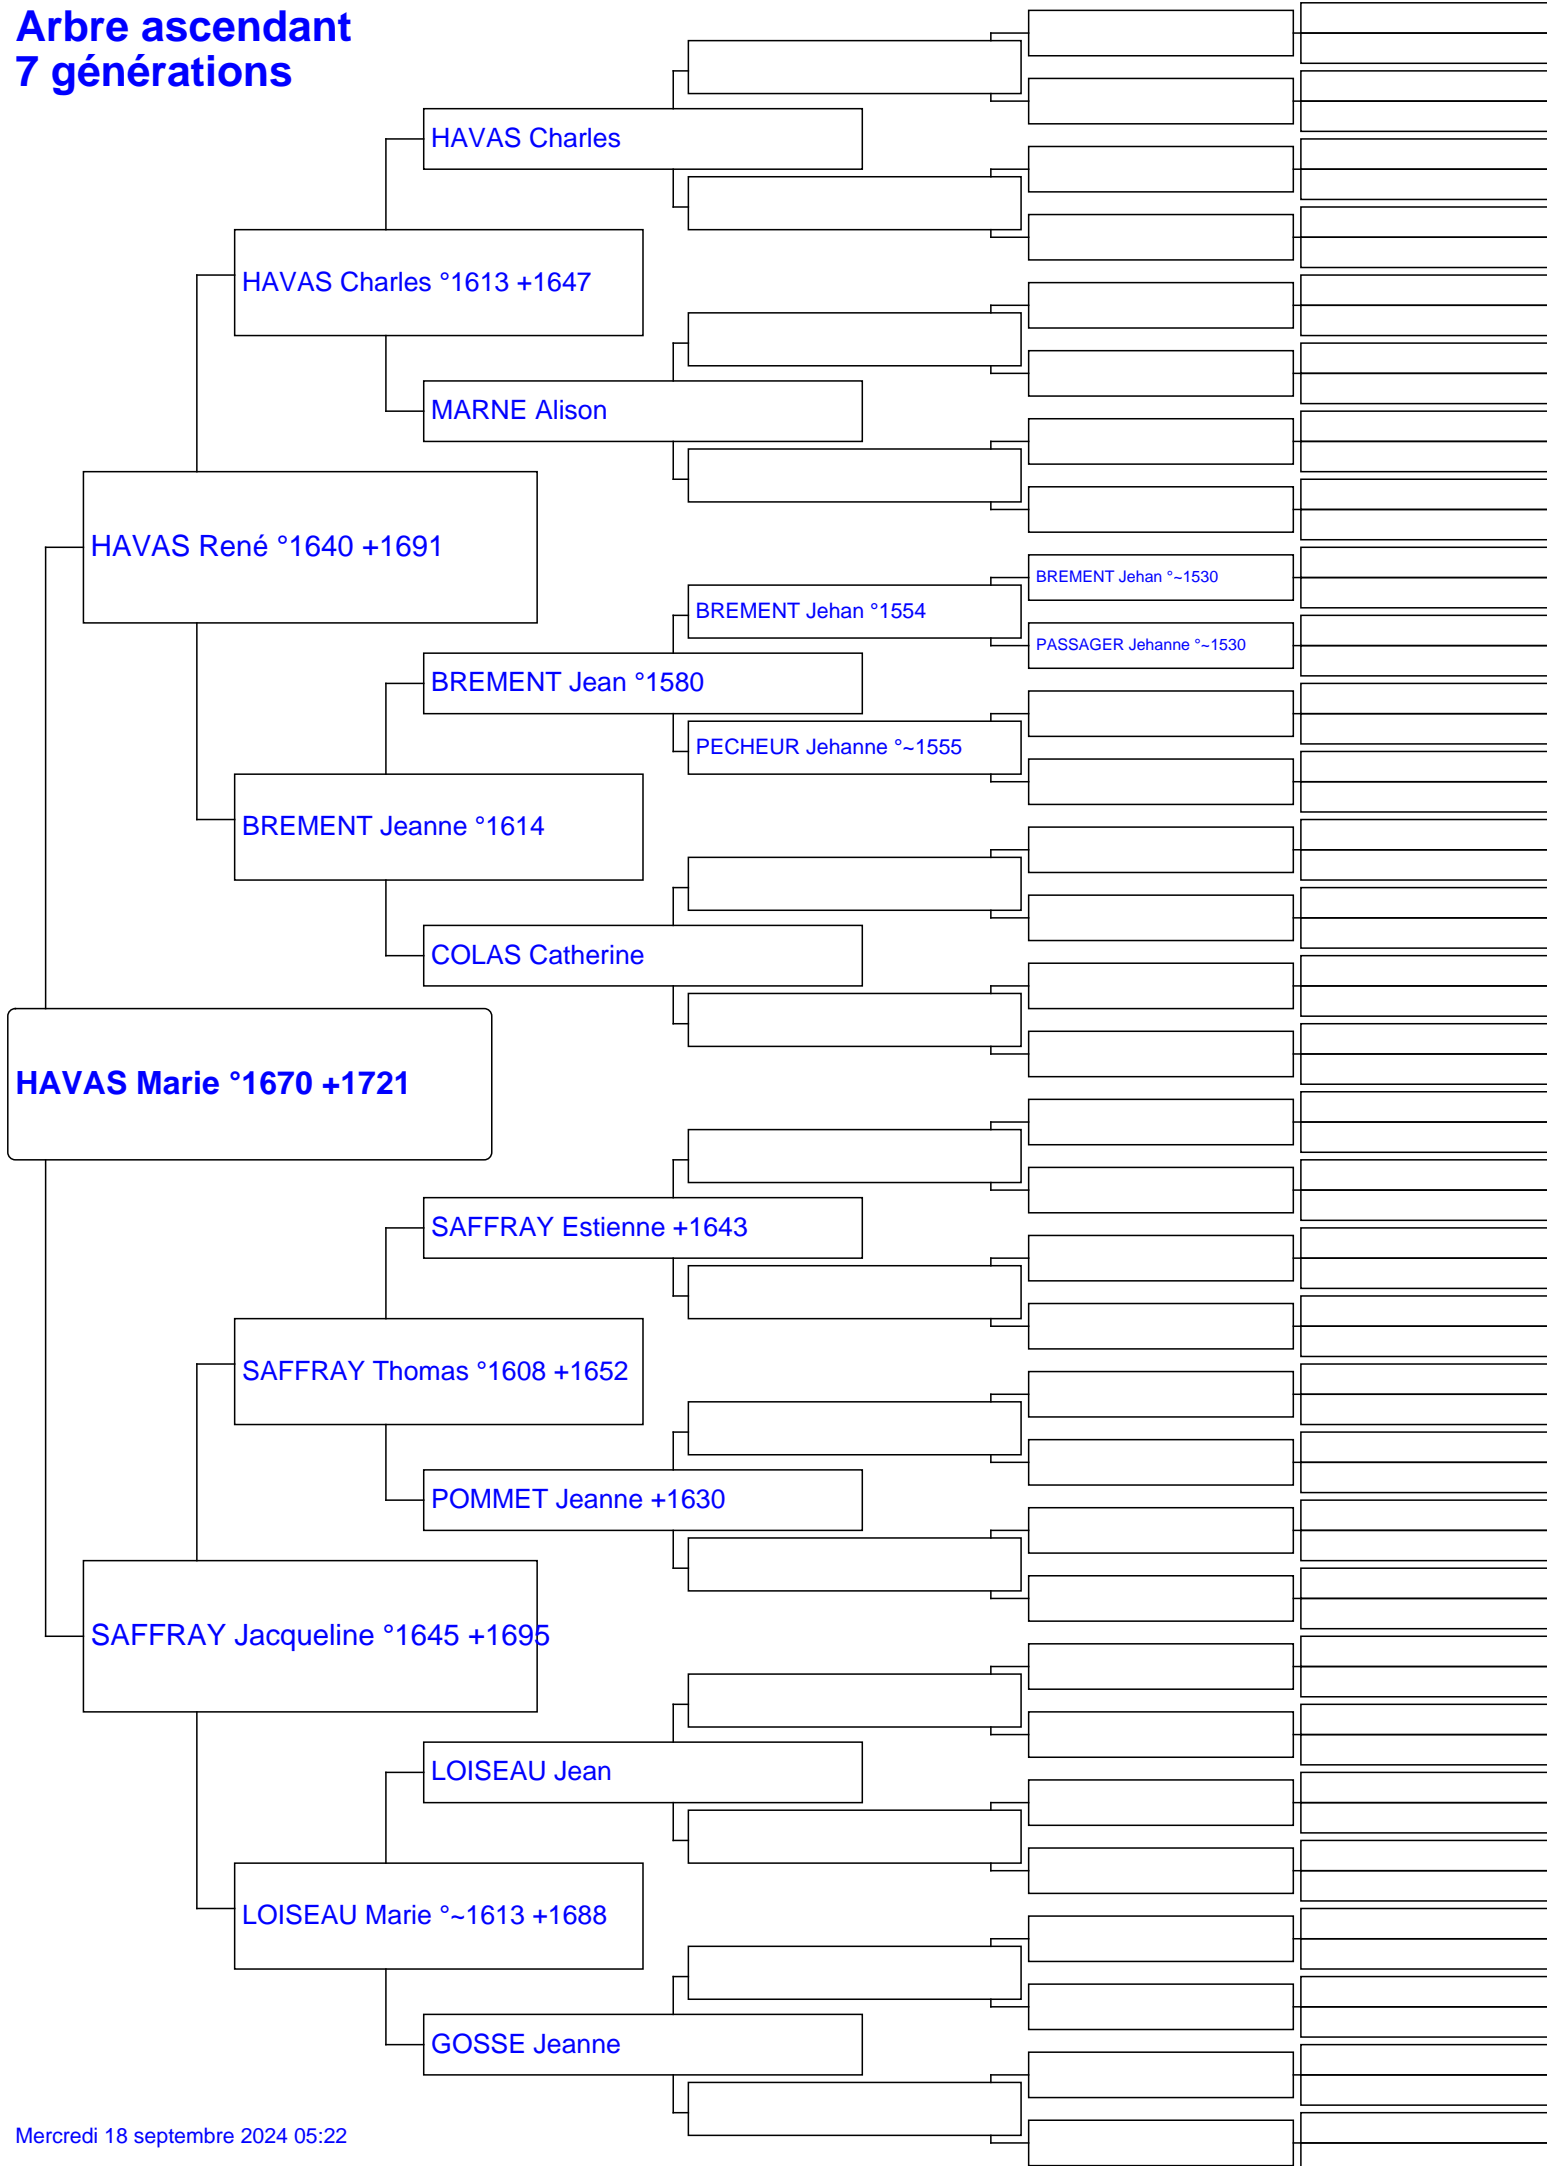 Arbre ascendant
7 générations
HAVAS Charles
HAVAS Charles °1613 +1647
MARNE Alison
HAVAS René °1640 +1691
BREMENT Jehan °~1530
BREMENT Jehan °1554
PASSAGER Jehanne °~1530
BREMENT Jean °1580
PECHEUR Jehanne °~1555
BREMENT Jeanne °1614
COLAS Catherine
HAVAS Marie °1670 +1721
SAFFRAY Estienne +1643
SAFFRAY Thomas °1608 +1652
POMMET Jeanne +1630
SAFFRAY Jacqueline °1645 +1695
LOISEAU Jean
LOISEAU Marie °~1613 +1688
GOSSE Jeanne
Mercredi 18 septembre 2024 05:22